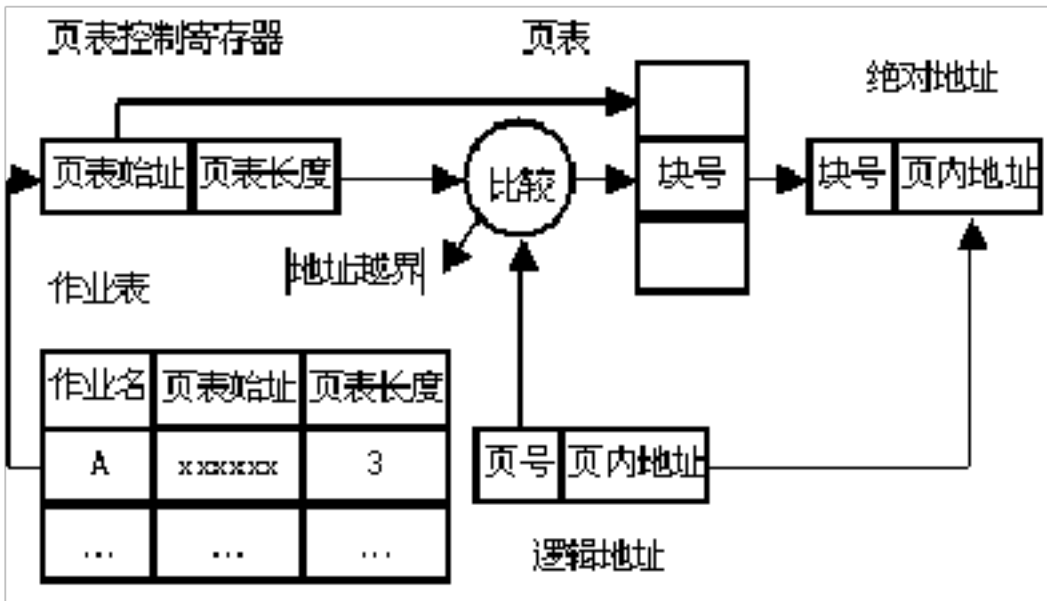 页表控制寄存器 页表
绝对地址
页表始址 页表长度 比较 块号 块号 页内地址
地址越界
作业表
作业名 页表始址 页表长度
A xxxxxx 3 页号 页内地址
... ... ...
逻辑地址